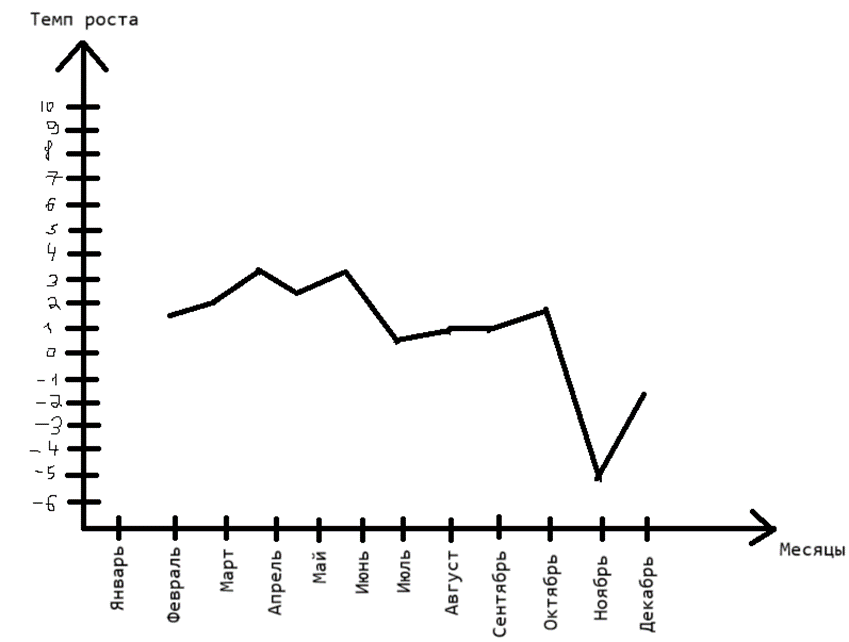 Темп роста
10
9
8
7
6
5
4
3
2
1
0
-1
-2
-3
-4
-5
-6
Месяцы
Январь
Февраль
Март
Апрель
Май
Июнь
Июль
Август
Сентябрь
Октябрь
Ноябрь
Декабрь